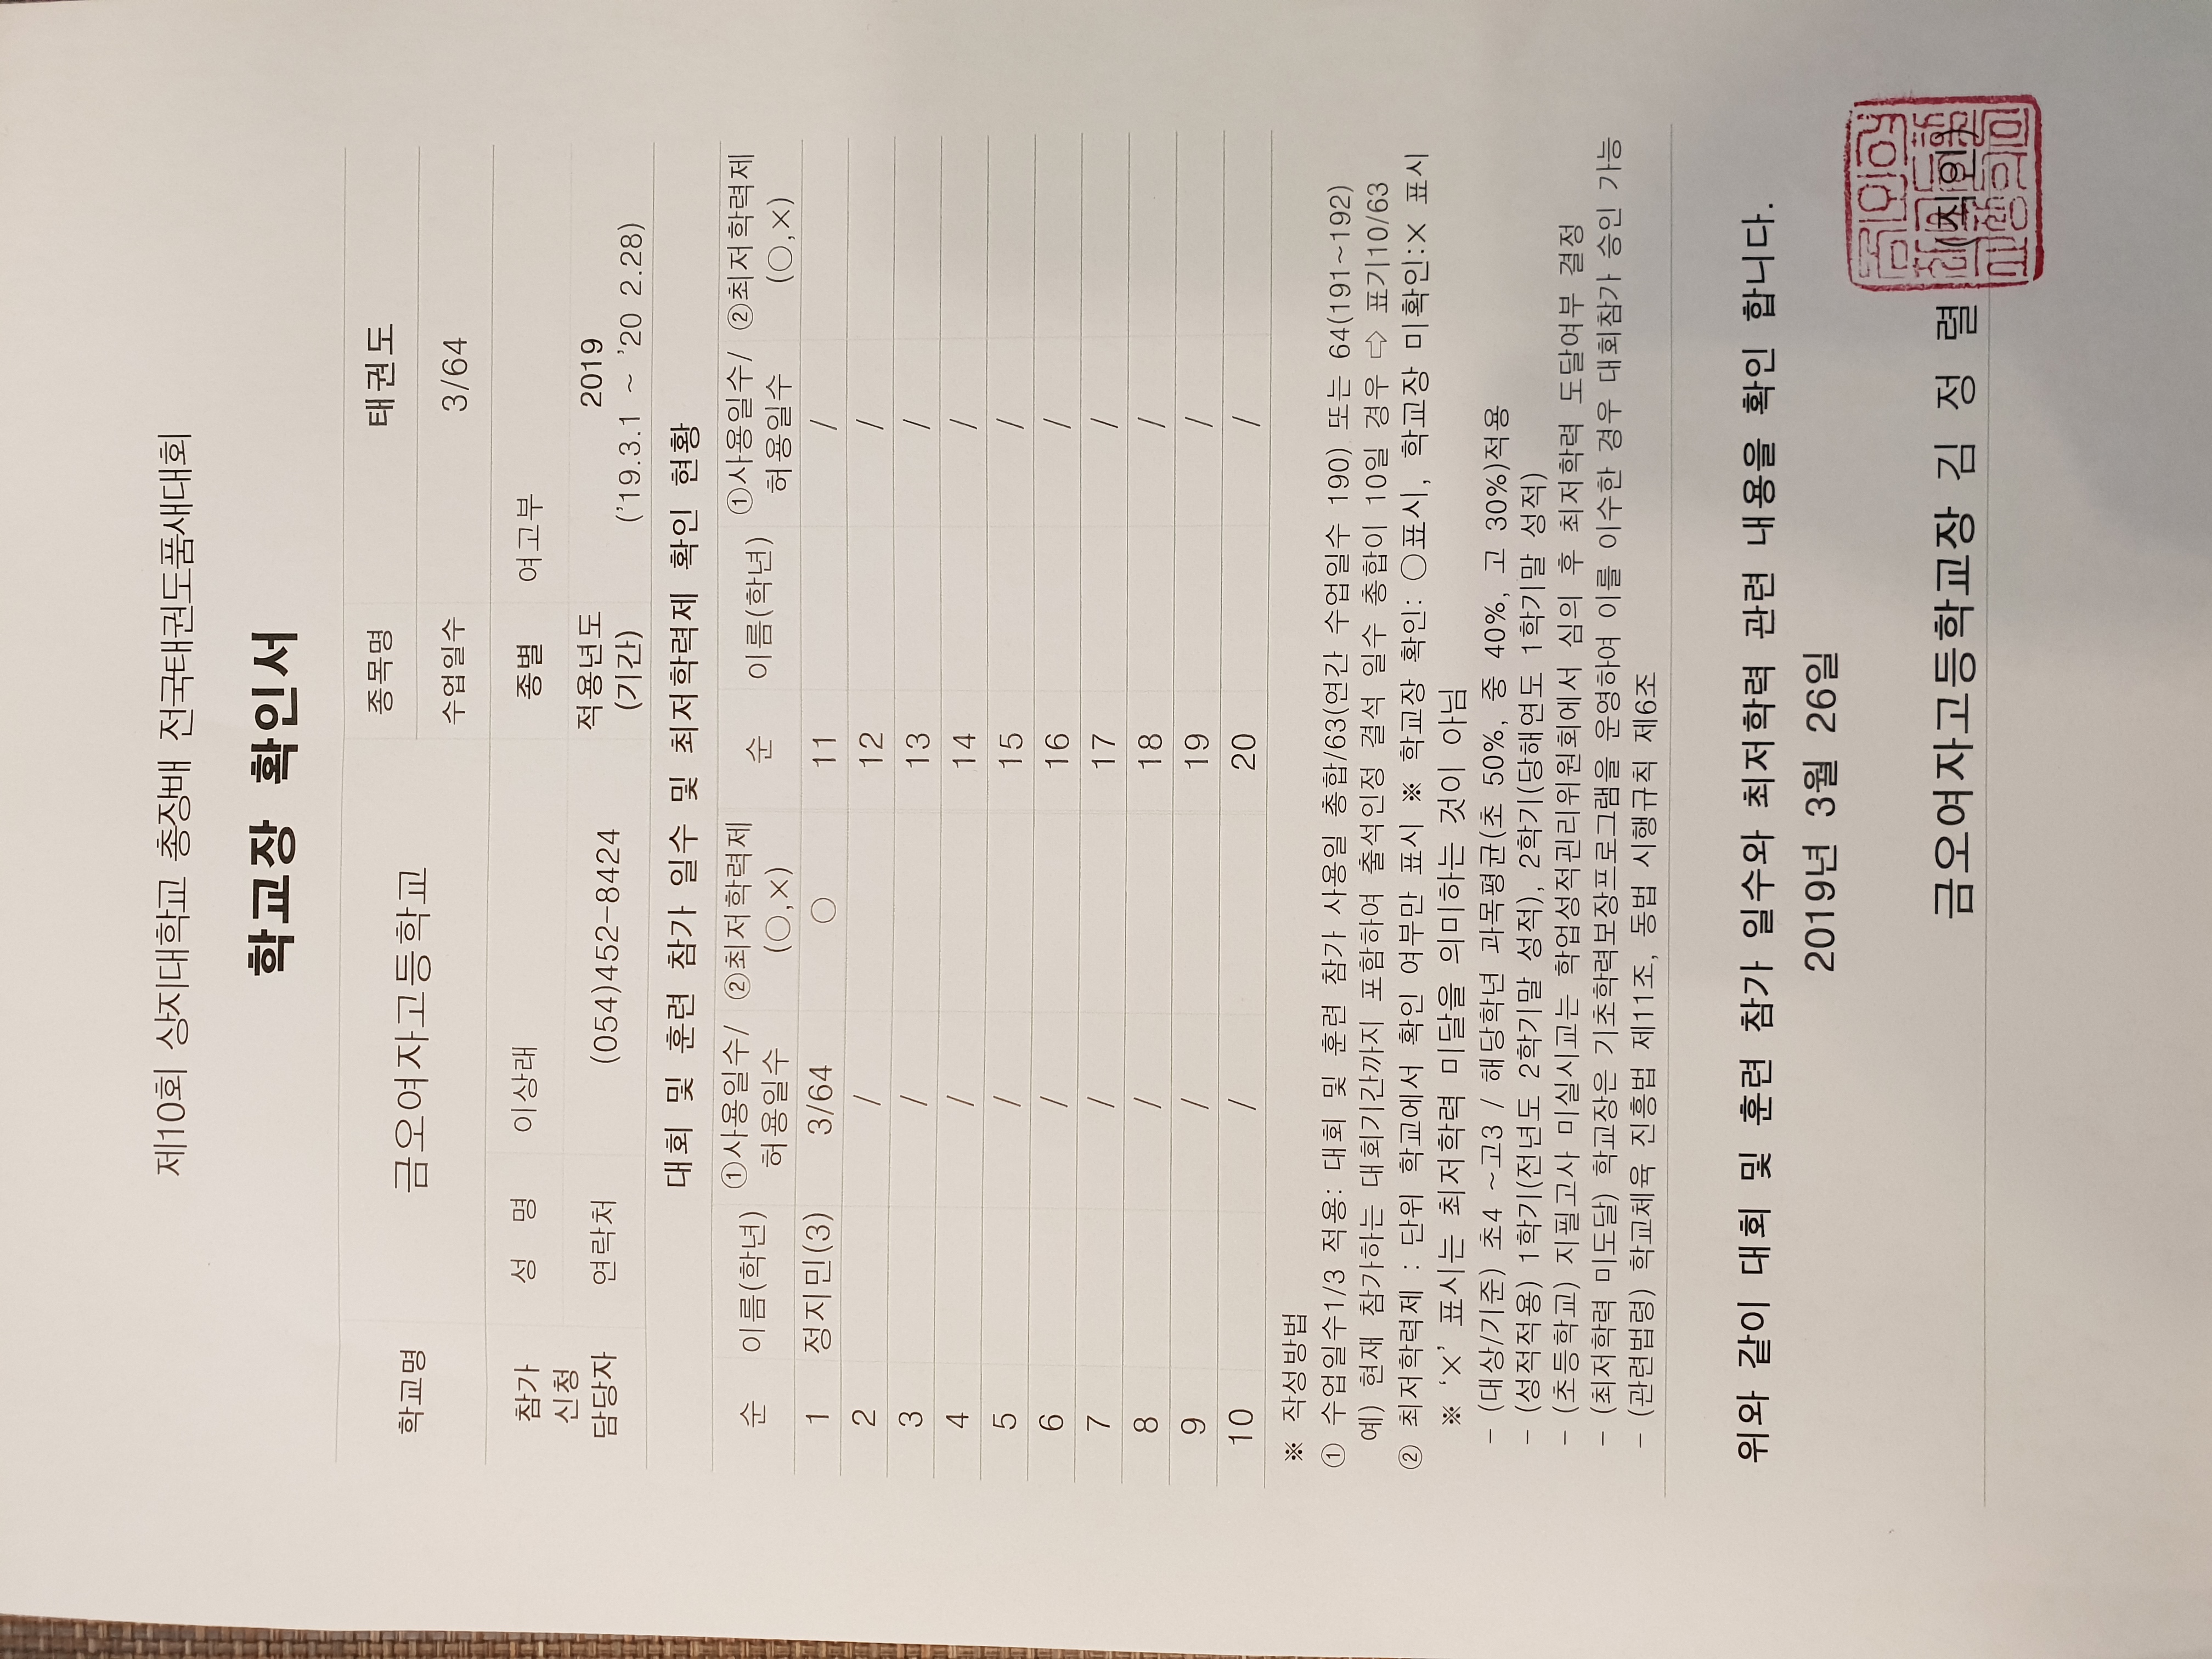 제10회 상지대학교 총장배 전국태권도품새대회
학교장 확인서
학교명 금오여자고등학교 종목명 태권도
수업일수 3/64
참가 신청 담당자 성 명 이상래 종별 여고부
연락처 (054)452-8424 적용년도 (기간) 2019 ('19.3.1 ~ '20 2.28)
대회 및 훈련 참가 일수 및 최저학력제 확인 현황
순 이름(학년) ①사용일수/허용일수 ②최저학력제 (○,×) 순 이름(학년) ①사용일수/허용일수 ②최저학력제 (○,×)
1 정지민(3) 3/64 ○ 11 /
2 / 12 /
3 / 13 /
4 / 14 /
5 / 15 /
6 / 16 /
7 / 17 /
8 / 18 /
9 / 19 /
10 / 20 /
※ 작성방법
① 수업일수1/3 적용: 대회 및 훈련 참가 사용일 총합/63(연간 수업일수 190) 또는 64(191~192)
예) 현재 참가하는 대회기간까지 포함하여 출석인정 결석 일수 총합이 10일 경우 ⇨ 표기10/63
② 최저학력제 : 단위 학교에서 확인 여부만 표시 ※ 학교장 확인: ○표시, 학교장 미확인:× 표시
※ '×' 표시는 최저학력 미달을 의미하는 것이 아님
- (대상/기준) 초4 ~고3 / 해당학년 과목평균(초 50%, 중 40%, 고 30%)적용
- (성적적용) 1학기(전년도 2학기말 성적), 2학기(당해연도 1학기말 성적)
- (초등학교) 지필고사 미실시교는 학업성적관리위원회에서 심의 후 최저학력 도달여부 결정
- (최저학력 미도달) 학교장은 기초학력보장프로그램을 운영하여 이를 이수한 경우 대회참가 승인 가능
- (관련법령) 학교체육 진흥법 제11조, 동법 시행규칙 제6조
위와 같이 대회 및 훈련 참가 일수와 최저학력 관련 내용을 확인 합니다.
2019년 3월 26일
금오여자고등학교장 김 정 렬 (직인)